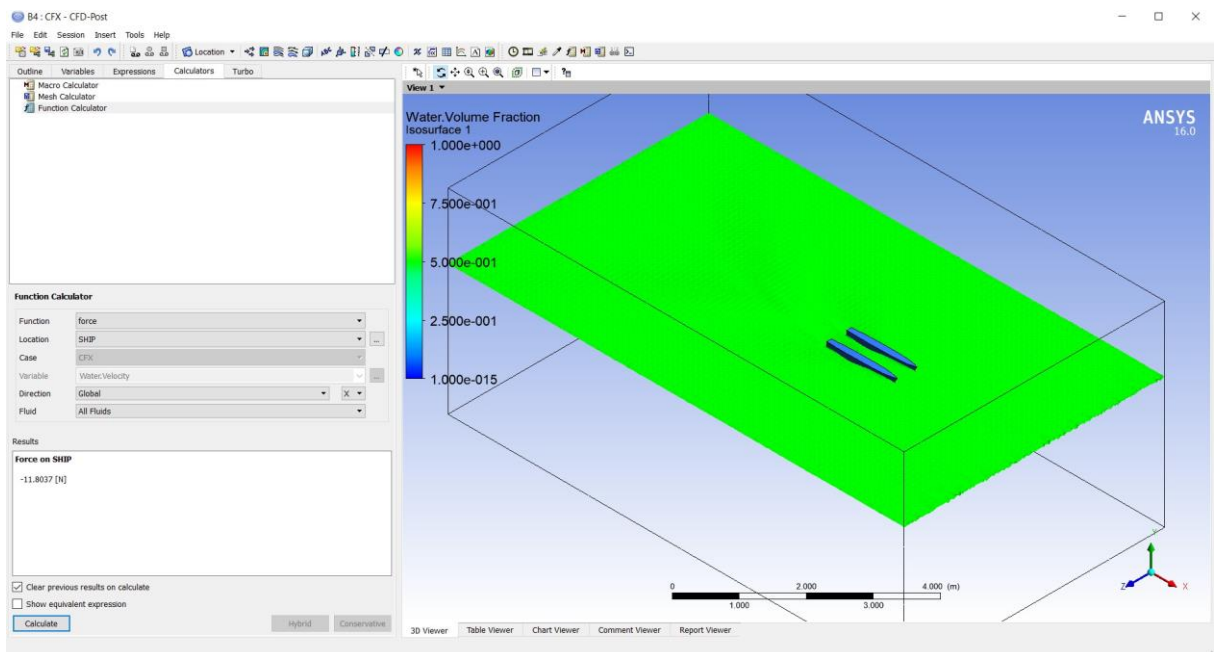 B4 : CFX - CFD-Post
File Edit Session Insert Tools Help
Location
Outline Variables Expressions Calculators Turbo
Macro Calculator
Mesh Calculator
Function Calculator
Function Calculator
Function force
Location SHIP ...
Case CFX
Variable Water.Velocity ...
Direction Global X
Fluid All Fluids
Results
Force on SHIP
-11.8037 [N]
Clear previous results on calculate
Show equivalent expression
Calculate Hybrid Conservative
View 1
Water.Volume Fraction
Isosurface 1
1.000e+000
7.500e-001
5.000e-001
2.500e-001
1.000e-015
ANSYS
16.0
0 2.000 4.000 (m)
1.000 3.000
Y
Z X
3D Viewer Table Viewer Chart Viewer Comment Viewer Report Viewer